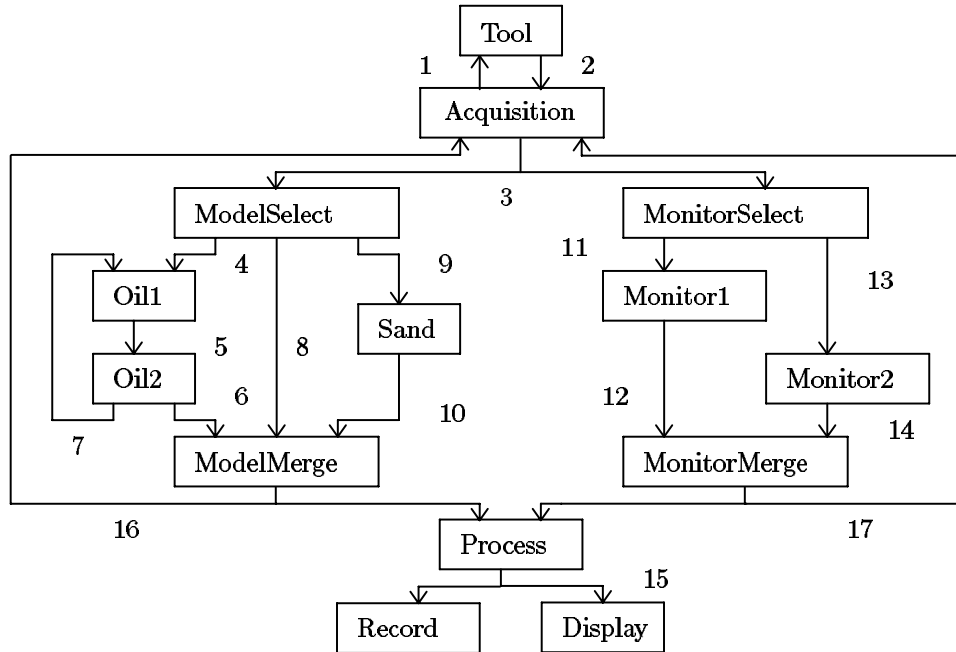 Tool
1
2
Acquisition
3
ModelSelect
MonitorSelect
4
9
11
13
Oil1
Monitor1
Sand
5
8
Oil2
Monitor2
6
10
12
14
7
ModelMerge
MonitorMerge
16
17
Process
15
Record
Display